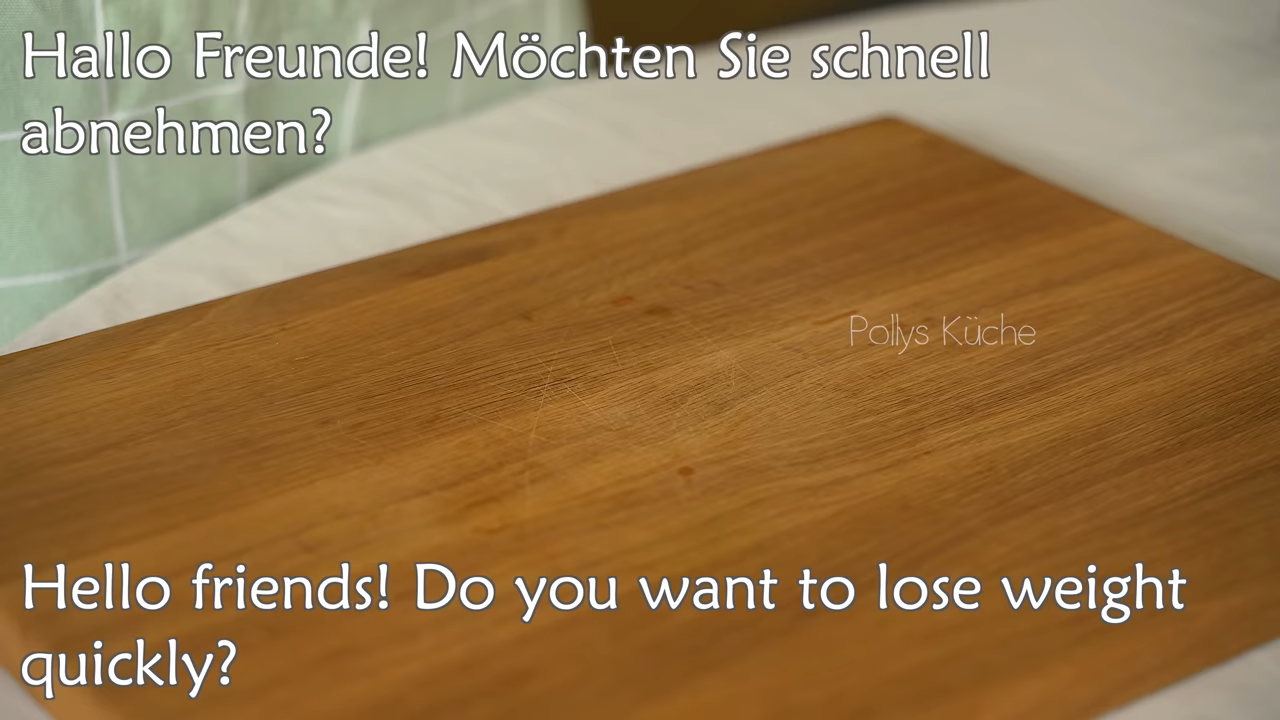 Hallo Freunde! Möchten Sie schnell
abnehmen?
Pollys Küche
Hello friends! Do you want to lose weight
quickly?